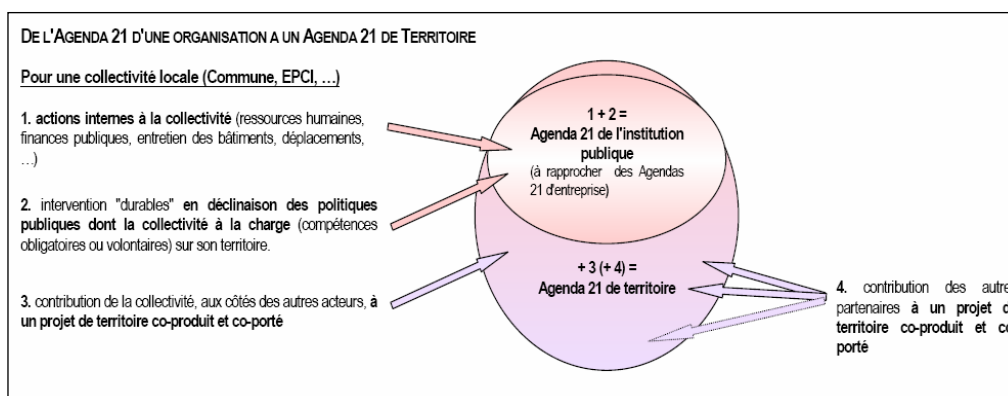 DE L'AGENDA 21 D'UNE ORGANISATION A UN AGENDA 21 DE TERRITOIRE
Pour une collectivité locale (Commune, EPCI, ...)
1. actions internes à la collectivité (ressources humaines,
finances publiques, entretien des bâtiments, déplacements,
...)
2. intervention "durables" en déclinaison des politiques
publiques dont la collectivité à la charge (compétences
obligatoires ou volontaires) sur son territoire.
3. contribution de la collectivité, aux côtés des autres acteurs, à
un projet de territoire co-produit et co-porté
1 + 2 =
Agenda 21 de l'institution
publique
(à rapprocher des Agendas
21 d'entreprise)
+ 3 (+ 4) =
Agenda 21 de territoire
4. contribution des autre
partenaires à un projet d
territoire co-produit et co
porté